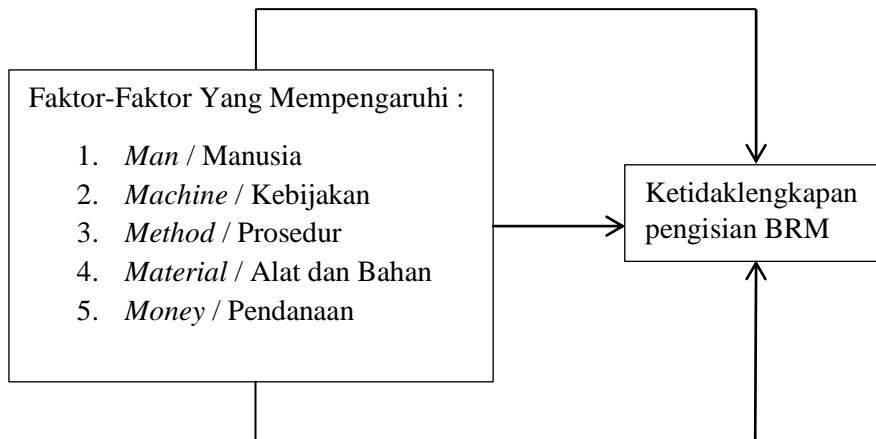 Faktor-Faktor Yang Mempengaruhi :
1. Man / Manusia
2. Machine / Kebijakan
3. Method / Prosedur
4. Material / Alat dan Bahan
5. Money / Pendanaan
Ketidaklengkapan
pengisian BRM